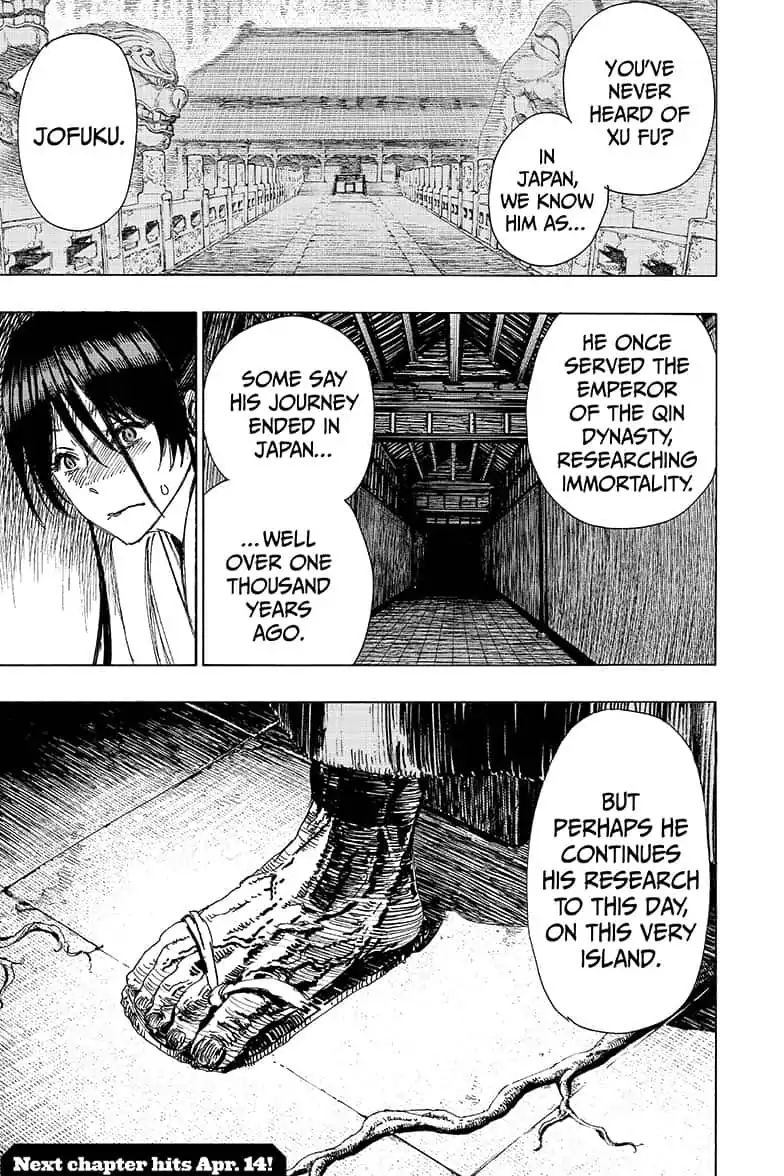 YOU'VE
NEVER
HEARD OF
XU FU?
IN
JAPAN,
WE KNOW
HIM AS...
JOFUKU.
HE ONCE
SERVED THE
EMPEROR
OF THE QIN
DYNASTY,
RESEARCHING
IMMORTALITY.
SOME SAY
HIS JOURNEY
ENDED IN
JAPAN...
...WELL
OVER ONE
THOUSAND
YEARS
AGO.
BUT
PERHAPS HE
CONTINUES
HIS RESEARCH
TO THIS DAY,
ON THIS VERY
ISLAND.
Next chapter hits Apr. 14!